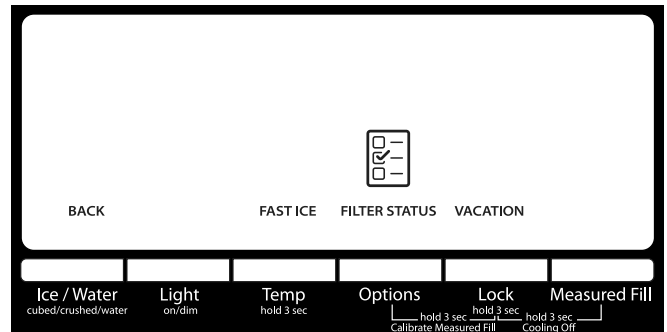 BACK FAST ICE FILTER STATUS VACATION
Ice / Water Light Temp Options Lock Measured Fill
cubed/crushed/water on/dim hold 3 sec hold 3 sec
hold 3 sec hold 3 sec
Calibrate Measured Fill Cooling Off